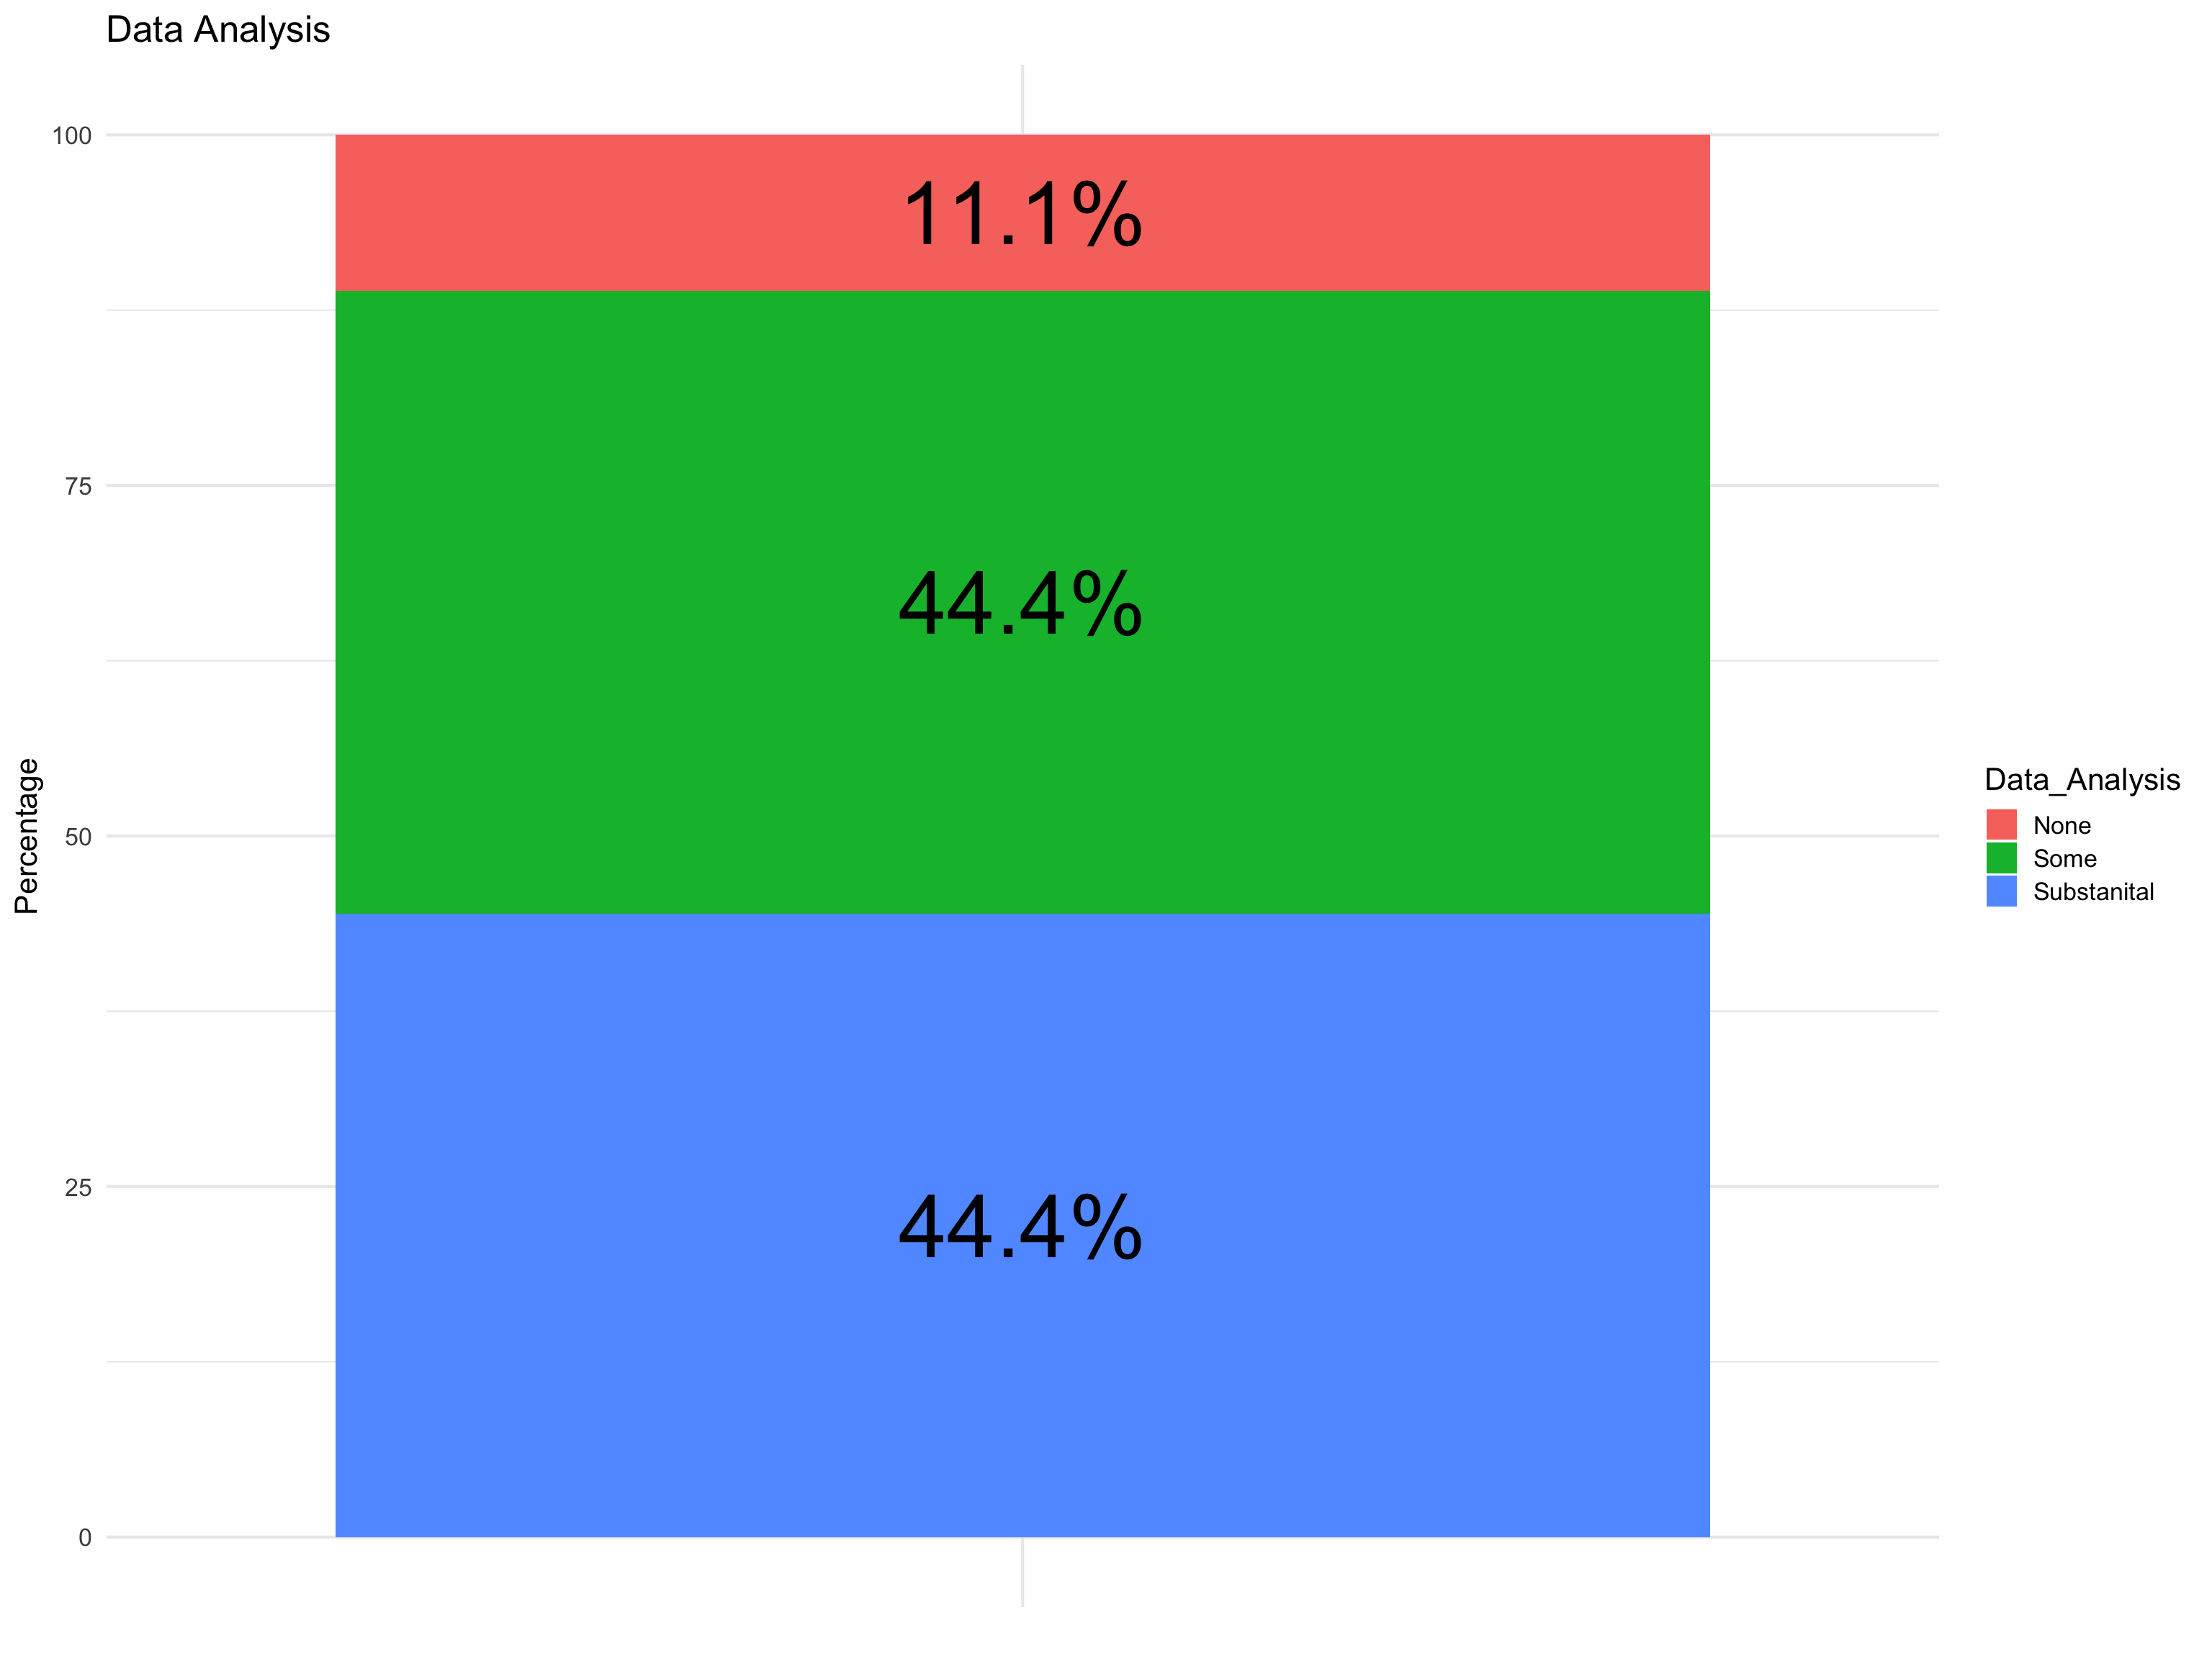 Data Analysis
100
11.1%
75
44.4%
50
Percentage
25
44.4%
0
Data_Analysis
None
Some
Substanital